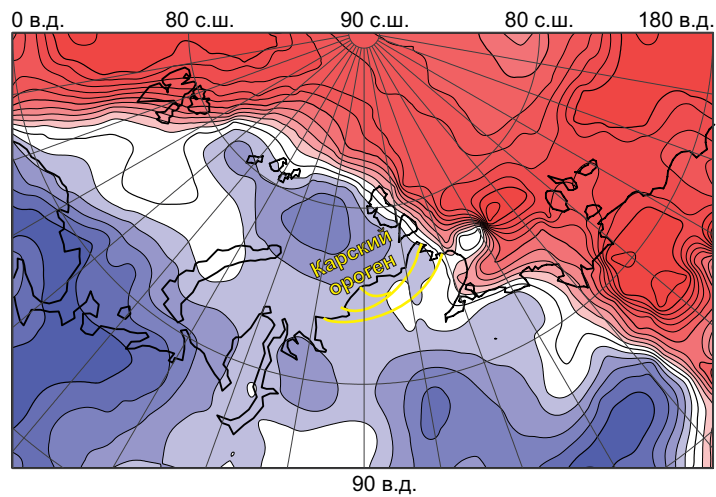 0 в.д.
80 с.ш.
90 с.ш.
80 с.ш.
180 в.д.
Карский
ороген
90 в.д.